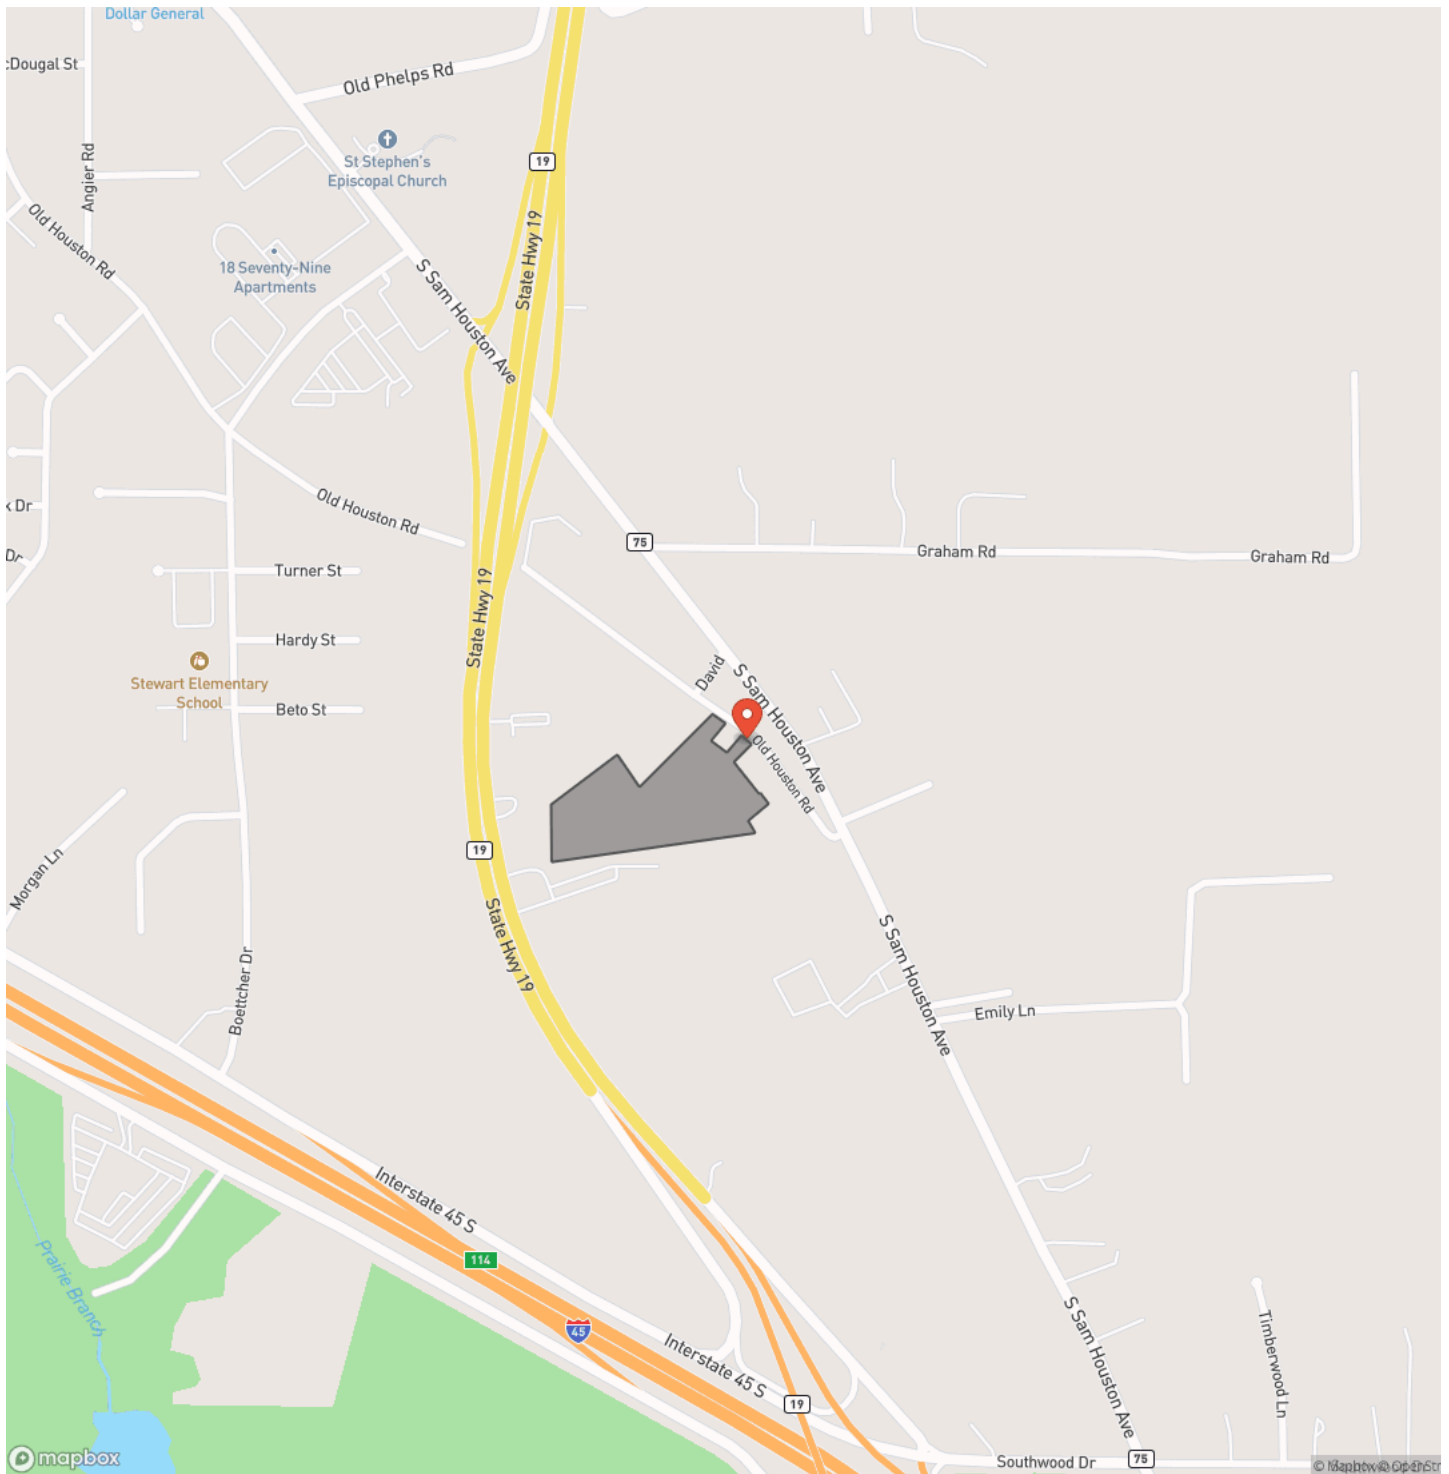 Dollar General
cDougal St
Old Phelps Rd
Angier Rd
St Stephen's
Episcopal Church
19
Old Houston Rd
State Hwy 19
18 Seventy-Nine
Apartments
S Sam Houston Ave
k Dr
Old Houston Rd
75
Graham Rd
Graham Rd
Dr
Turner St
State Hwy 19
Hardy St
Stewart Elementary
School
David
S Sam Houston Ave
Beto St
Old Houston Rd
19
Morgan Ln
State Hwy 19
Boettcher Dr
S Sam Houston Ave
Emily Ln
Interstate 45 S
114
Prairie Branch
45
S Sam Houston Ave
Timberwood Ln
Interstate 45 S
19
Southwood Dr
75
mapbox
© Mapbox © OpenStr